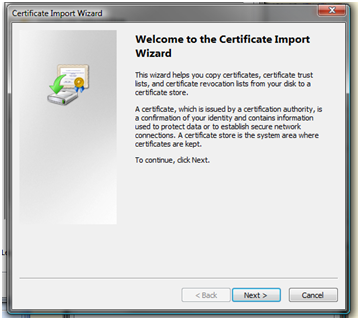 Certificate Import Wizard
Welcome to the Certificate Import
Wizard
This wizard helps you copy certificates, certificate trust
lists, and certificate revocation lists from your disk to a
certificate store.
A certificate, which is issued by a certification authority, is
a confirmation of your identity and contains information
used to protect data or to establish secure network
connections. A certificate store is the system area where
certificates are kept.
To continue, click Next.
< Back
Next >
Cancel